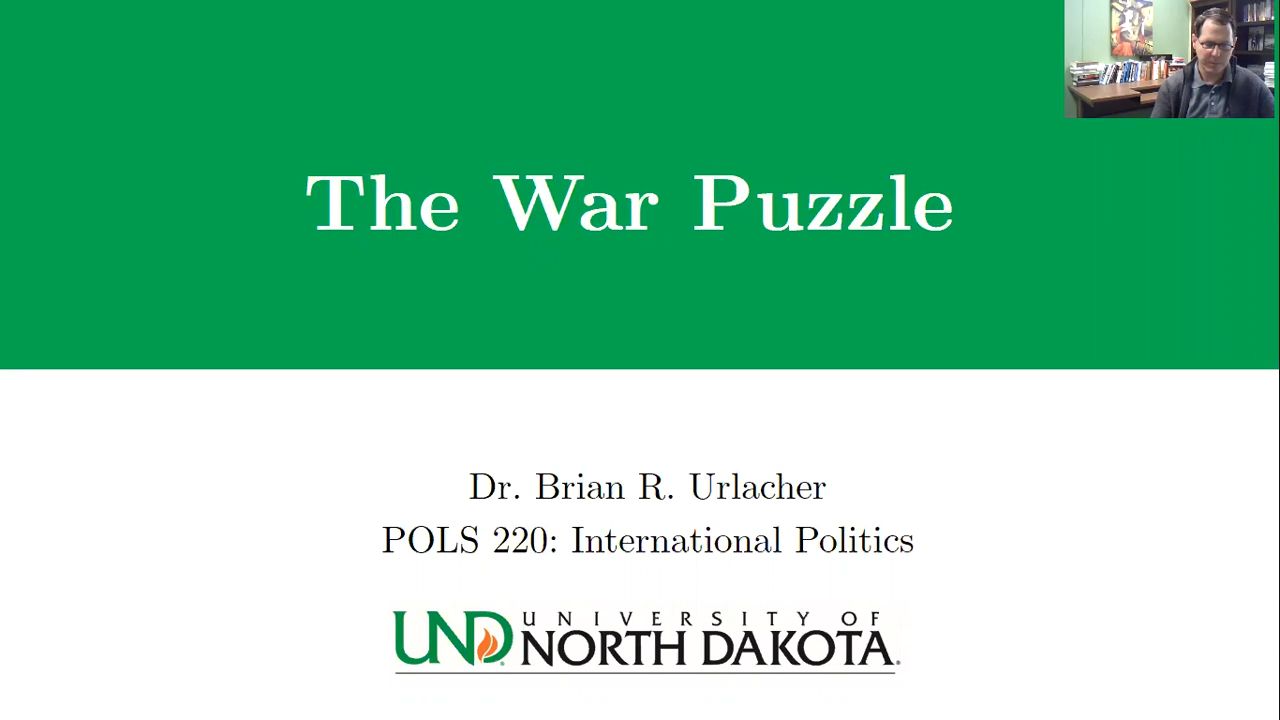 The War Puzzle
Dr. Brian R. Urlacher
POLS 220: International Politics
UND UNIVERSITY OF
NORTH DAKOTA.